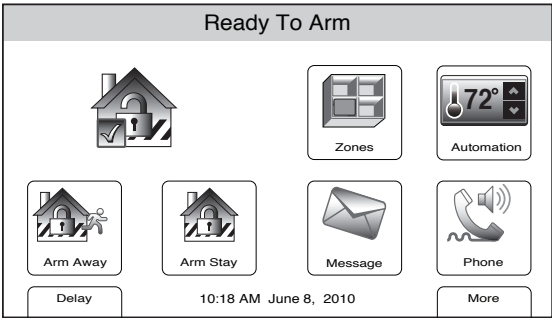 Ready To Arm
72°
Zones
Automation
Arm Away
Arm Stay
Message
Phone
Delay
10:18 AM June 8, 2010
More